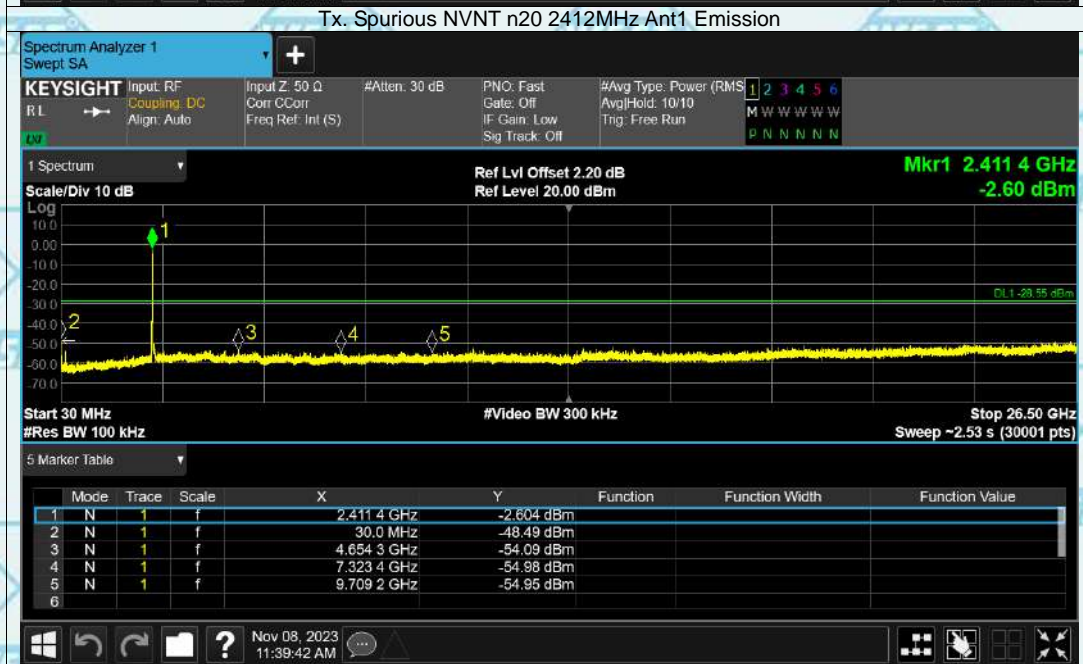 Tx. Spurious NVNT n20 2412MHz Ant1 Emission
Spectrum Analyzer 1
Swept SA
+
KEYSIGHT Input: RF Input Z: 50 Ω #Atten: 30 dB PNO: Fast #Avg Type: Power (RMS 1 2 3 4 5 6
RL Coupling: DC Corr CCorr Gate: Off Avg|Hold: 10/10 M W W W W W
Align: Auto Freq Ref: Int (S) IF Gain: Low Trig: Free Run
LXI Sig Track: Off P N N N N N
1 Spectrum Ref Lvl Offset 2.20 dB Mkr1 2.411 4 GHz
Scale/Div 10 dB Ref Level 20.00 dBm -2.60 dBm
Log
10.0
1
0.00
-10.0
-20.0
DL1 -28.55 dBm
-30.0
-40.0
2
3
4
5
-50.0
-60.0
-70.0
Start 30 MHz #Video BW 300 kHz Stop 26.50 GHz
#Res BW 100 kHz Sweep ~2.53 s (30001 pts)
5 Marker Table
Mode Trace Scale X Y Function Function Width Function Value
1 N 1 f 2.411 4 GHz -2.604 dBm
2 N 1 f 30.0 MHz -48.49 dBm
3 N 1 f 4.654 3 GHz -54.09 dBm
4 N 1 f 7.323 4 GHz -54.98 dBm
5 N 1 f 9.709 2 GHz -54.95 dBm
6
? Nov 08, 2023
11:39:42 AM